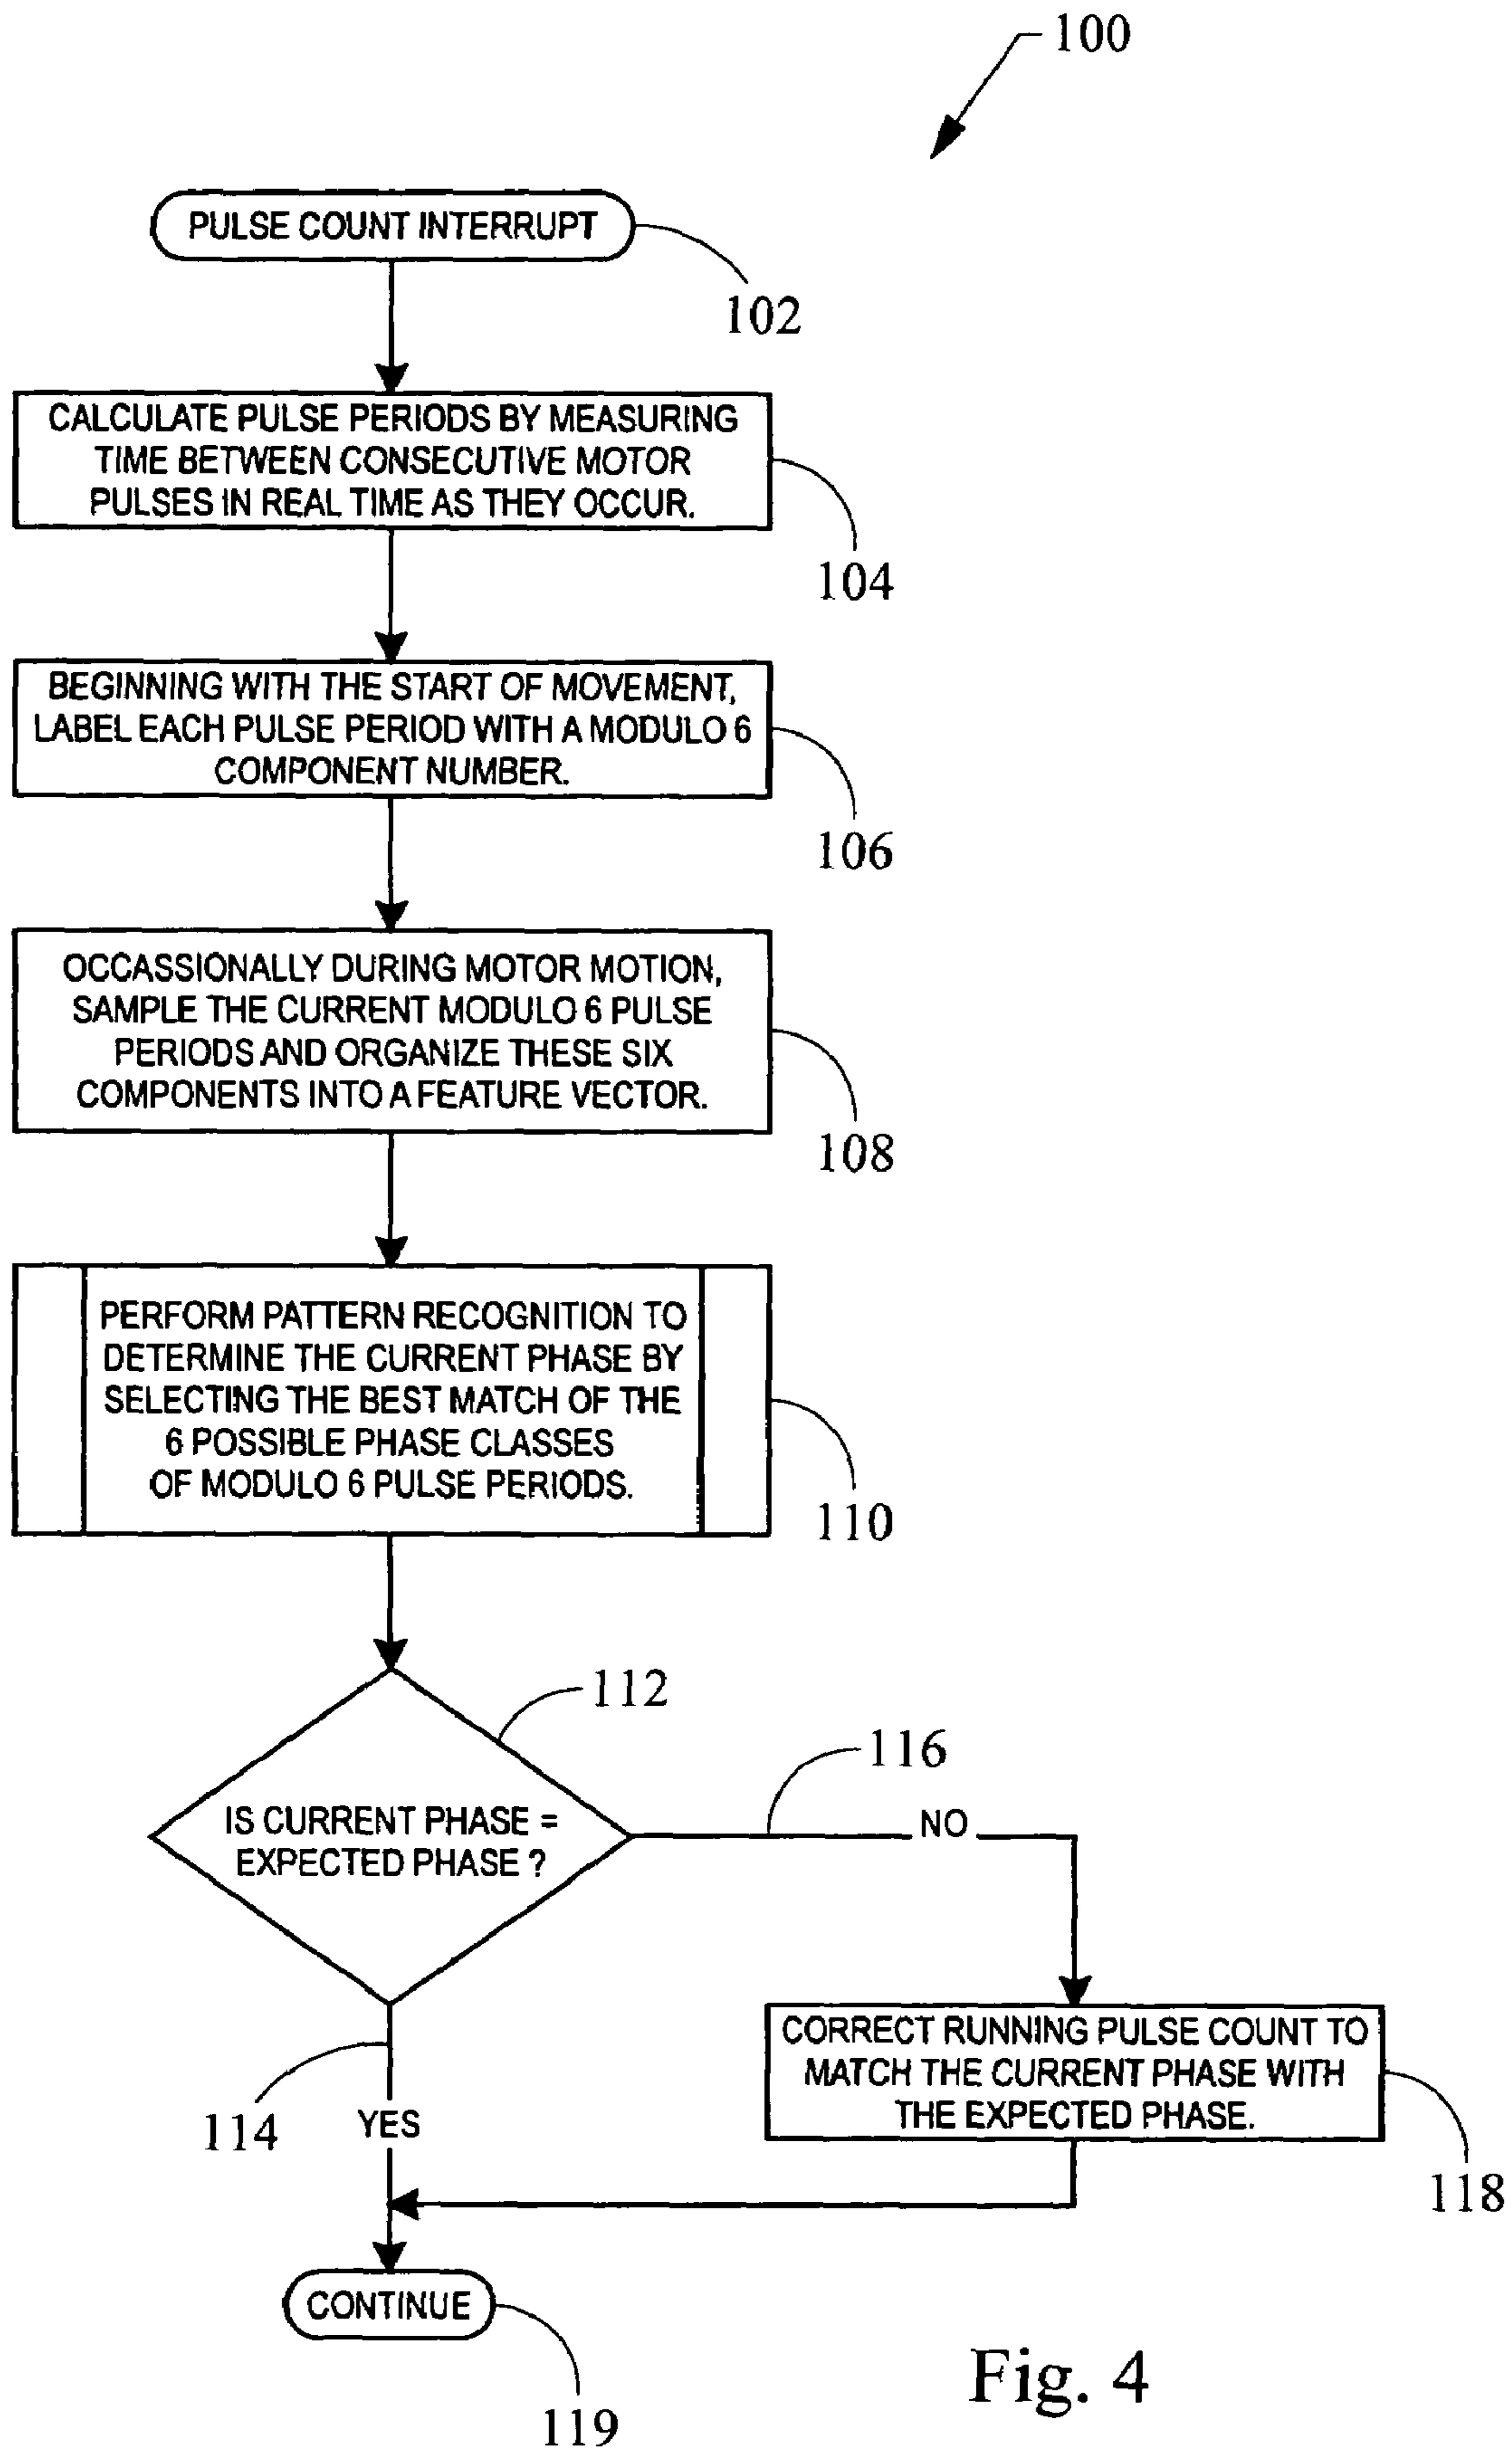 100
PULSE COUNT INTERRUPT
102
CALCULATE PULSE PERIODS BY MEASURING
TIME BETWEEN CONSECUTIVE MOTOR
PULSES IN REAL TIME AS THEY OCCUR.
104
BEGINNING WITH THE START OF MOVEMENT,
LABEL EACH PULSE PERIOD WITH A MODULO 6
COMPONENT NUMBER.
106
OCCASSIONALLY DURING MOTOR MOTION,
SAMPLE THE CURRENT MODULO 6 PULSE
PERIODS AND ORGANIZE THESE SIX
COMPONENTS INTO A FEATURE VECTOR.
108
PERFORM PATTERN RECOGNITION TO
DETERMINE THE CURRENT PHASE BY
SELECTING THE BEST MATCH OF THE
6 POSSIBLE PHASE CLASSES
OF MODULO 6 PULSE PERIODS.
110
112
116
IS CURRENT PHASE =
EXPECTED PHASE ?
NO
CORRECT RUNNING PULSE COUNT TO
MATCH THE CURRENT PHASE WITH
THE EXPECTED PHASE.
114
YES
118
CONTINUE
119
Fig. 4